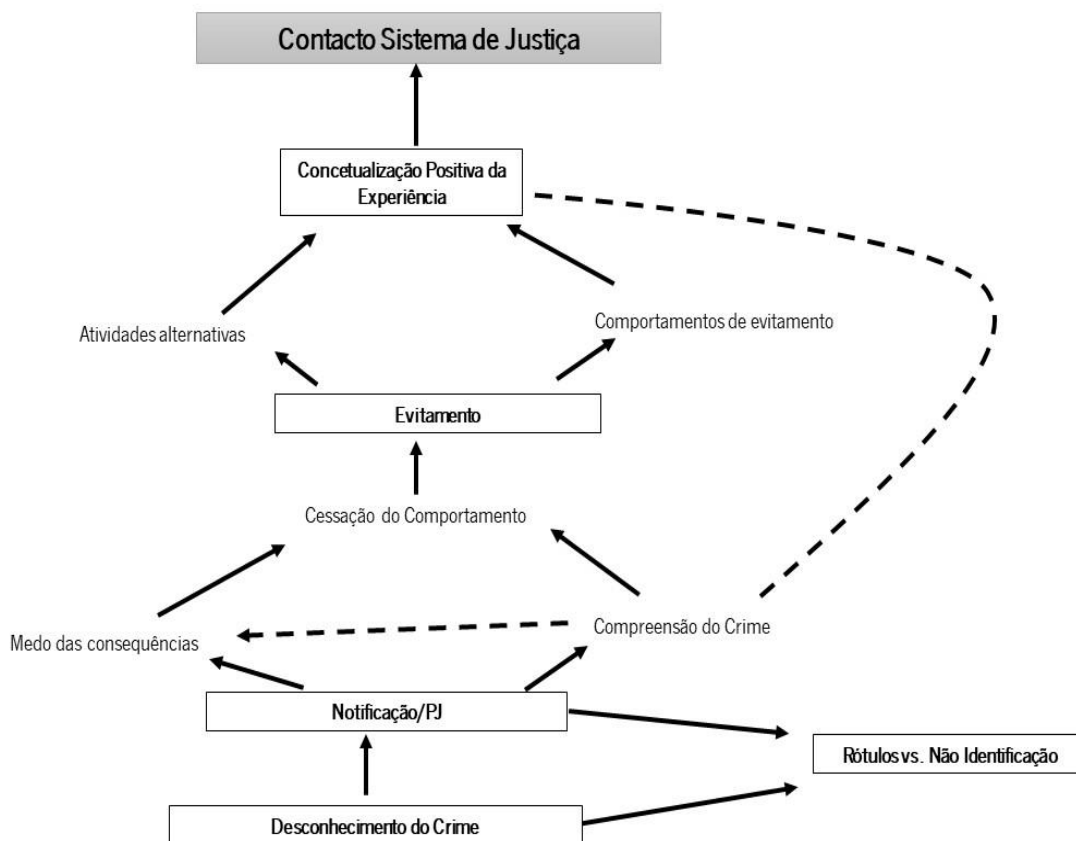 Contacto Sistema de Justiça
Concetualização Positiva da
Experiência
Atividades alternativas
Comportamentos de evitamento
Evitamento
Cessação do Comportamento
Medo das consequências
Compreensão do Crime
Notificação/PJ
Rótulos vs. Não Identificação
Desconhecimento do Crime